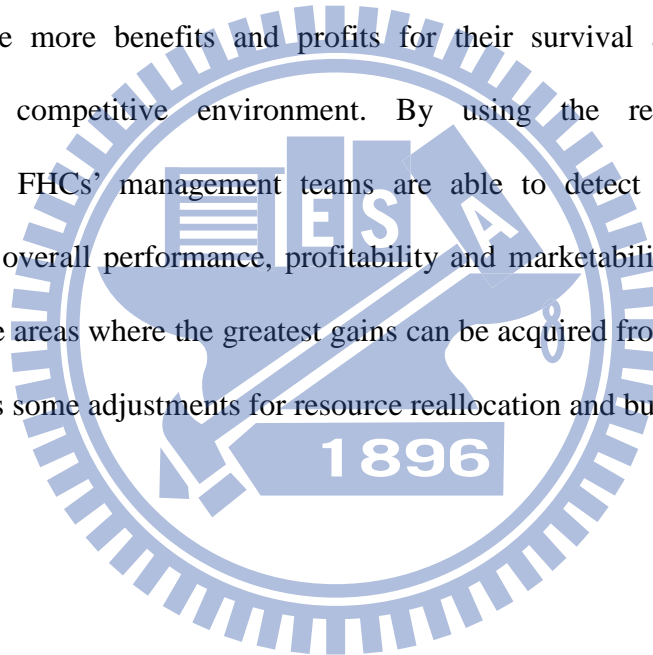 e more benefits and profits for their survival
competitive environment. By using the re
FHCs’ management teams are able to detect
overall performance, profitability and marketabili
e areas where the greatest gains can be acquired fro
s some adjustments for resource reallocation and bu
E S A
8
1896